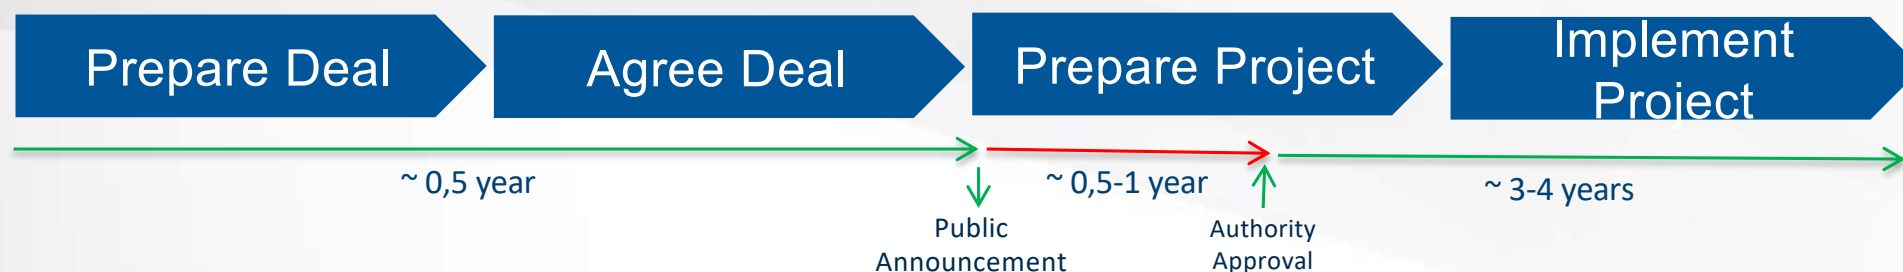 Prepare Deal
Agree Deal
Prepare Project
Implement
Project
~ 0,5 year
~ 0,5-1 year
~ 3-4 years
Public
Announcement
Authority
Approval